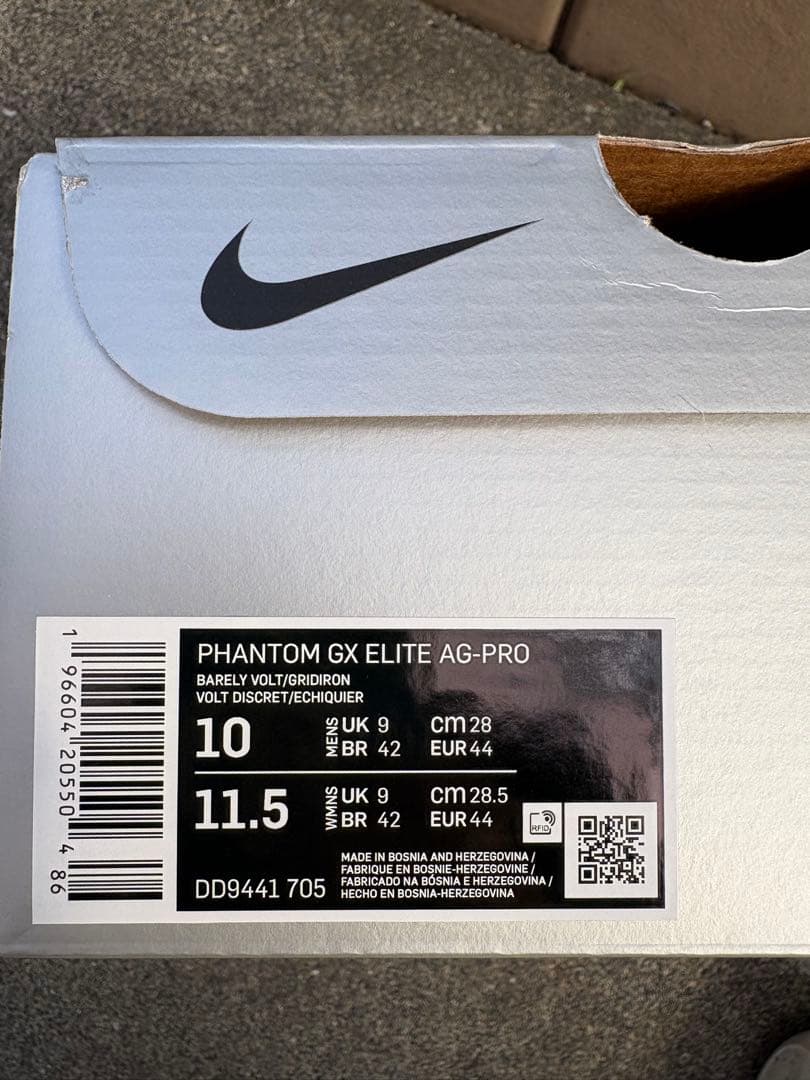 PHANTOM GX ELITE AG-PRO
BARELY VOLT/GRIDIRON
VOLT DISCRET/ECHIQUIER
10 MENS UK 9 CM 28
BR 42 EUR 44
11.5 WMNS UK 9 CM 28.5
BR 42 EUR 44
RFID
MADE IN BOSNIA AND HERZEGOVINA /
FABRIQUE EN BOSNIE-HERZEGOVINE /
FABRICADO NA BÓSNIA E HERZEGOVINA /
HECHO EN BOSNIA-HERZEGOVINA
DD9441 705
1 96604 20550 4 86